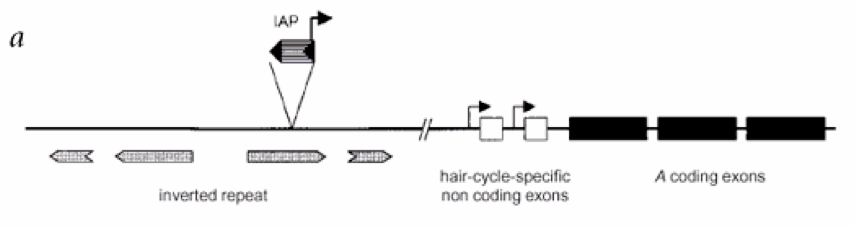 a
IAP
inverted repeat
hair-cycle-specific
non coding exons
A coding exons